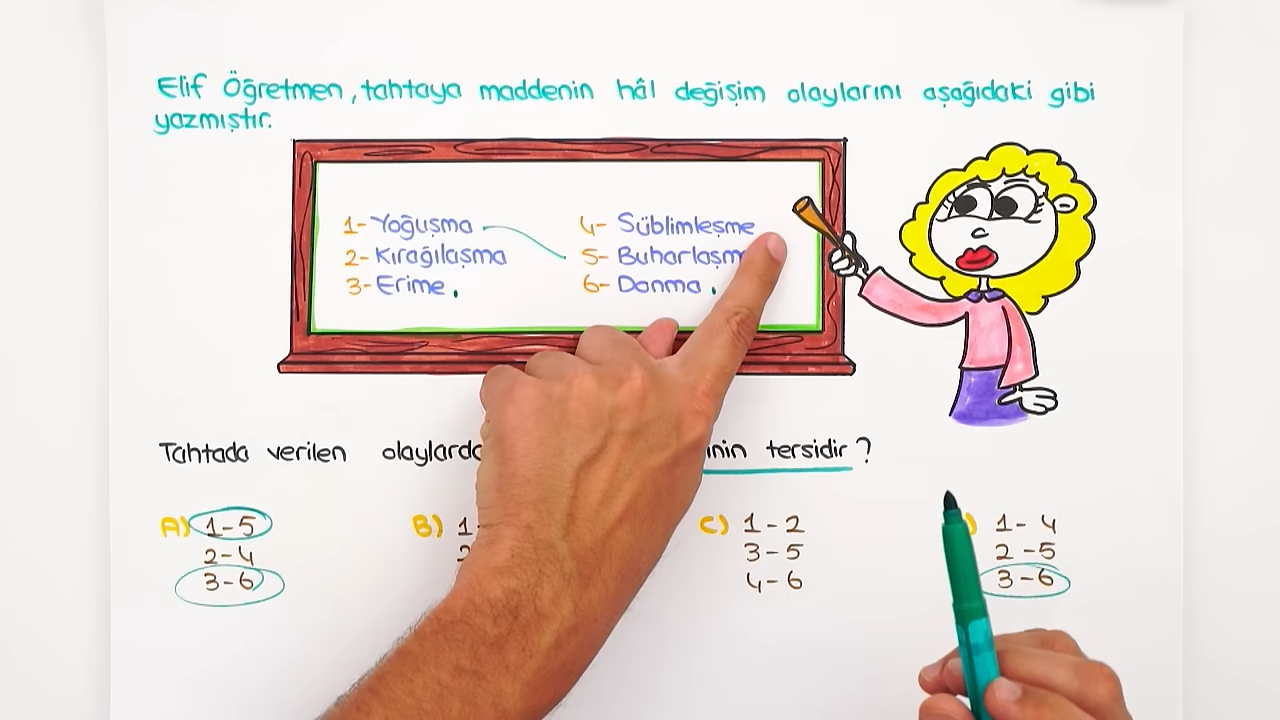 Elif Öğretmen, tahtaya maddenin hâl değişim olaylarını aşağıdaki gibi
yazmıştır.
1- Yoğuşma
2- Kırağılaşma
3- Erime
4- Süblimleşme
5- Buharlaşm
6- Donma
Tahtada verilen olaylarda inin tersidir?
A) 1-5
2-4
3-6
B) 1-
2
C) 1-2
3-5
4-6
) 1-4
2-5
3-6